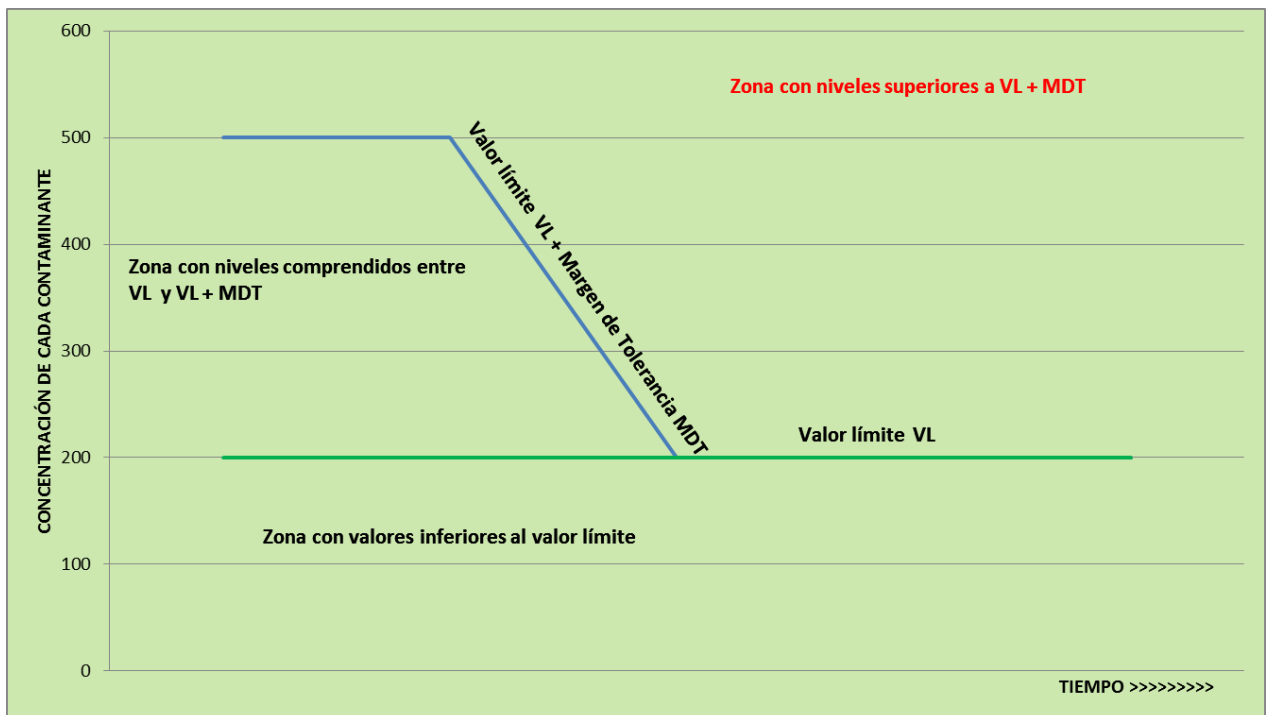 CONCENTRACIÓN DE CADA CONTAMINANTE
600
500
400
300
200
100
0
Zona con niveles superiores a VL + MDT
Valor límite VL + Margen de Tolerancia MDT
Zona con niveles comprendidos entre
VL y VL + MDT
Valor límite VL
Zona con valores inferiores al valor límite
TIEMPO >>>>>>>>>